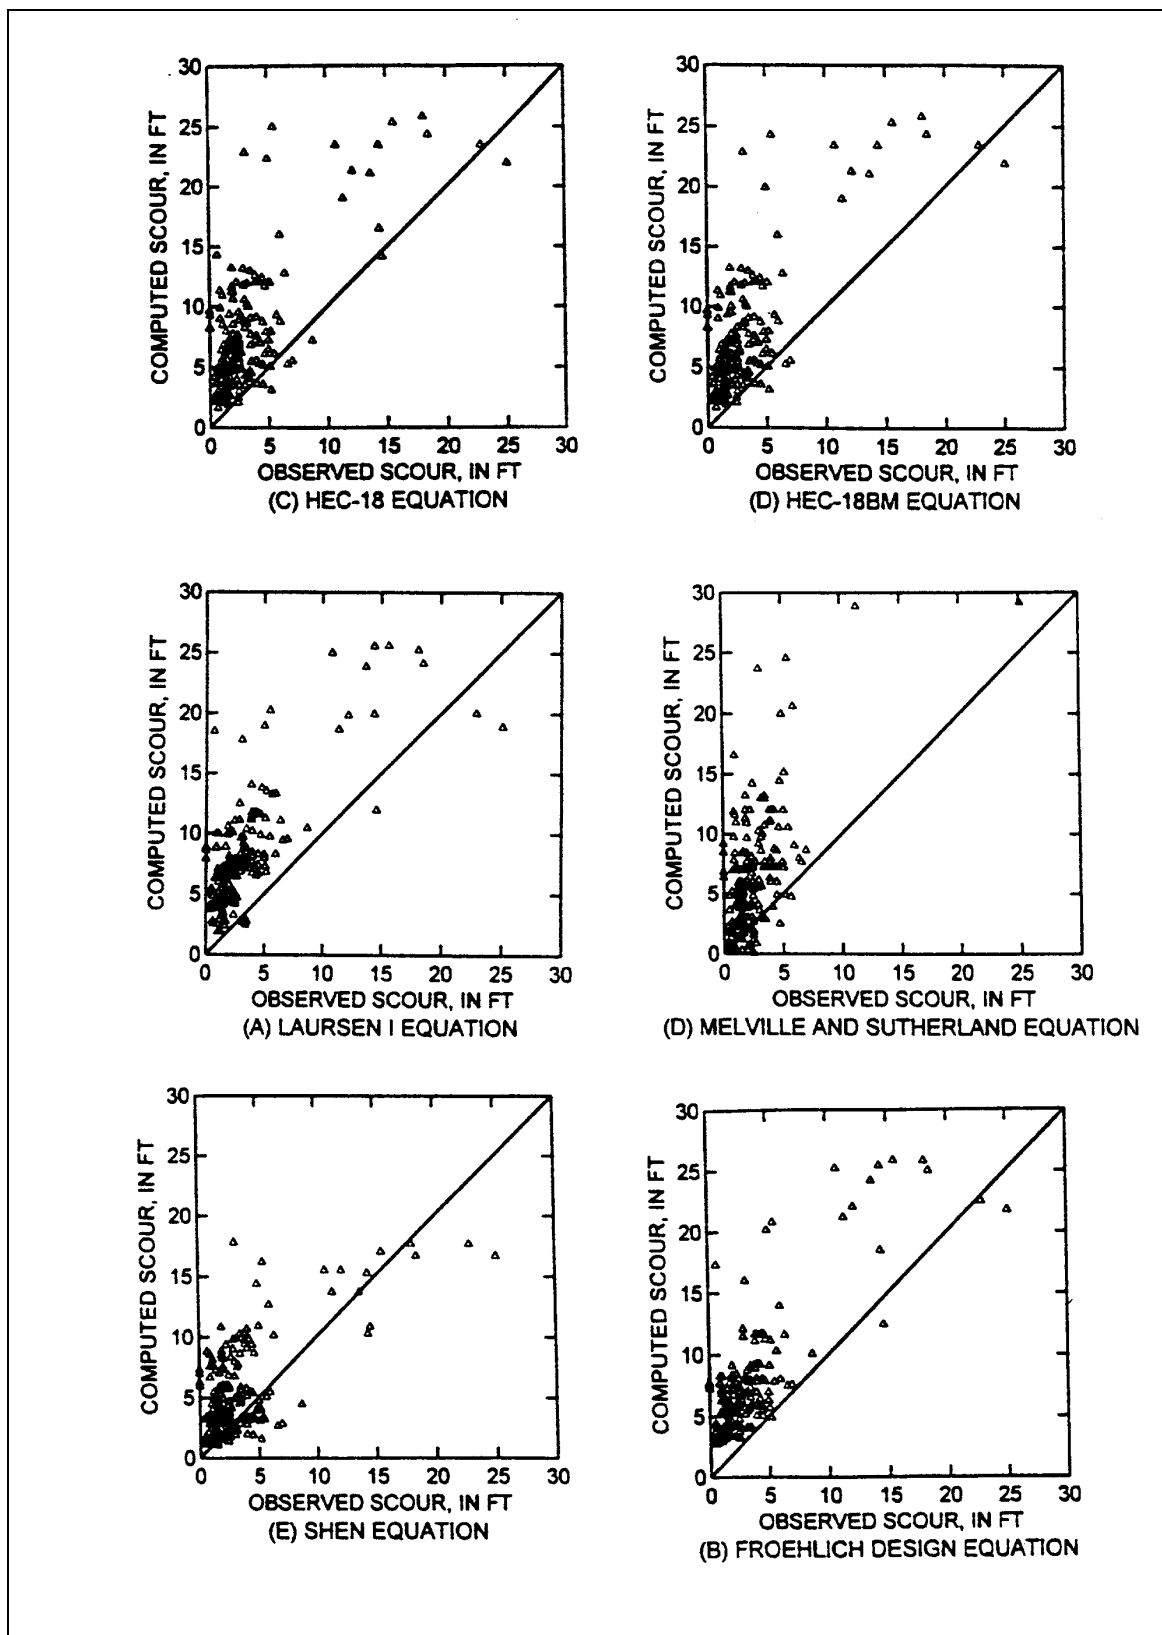 30
25
20
15
10
5
0
COMPUTED SCOUR, IN FT
0 5 10 15 20 25 30
OBSERVED SCOUR, IN FT
(C) HEC-18 EQUATION
30
25
20
15
10
5
0
COMPUTED SCOUR, IN FT
0 5 10 15 20 25 30
OBSERVED SCOUR, IN FT
(D) HEC-18BM EQUATION
30
25
20
15
10
5
0
COMPUTED SCOUR, IN FT
0 5 10 15 20 25 30
OBSERVED SCOUR, IN FT
(A) LAURSEN I EQUATION
30
25
20
15
10
5
0
COMPUTED SCOUR, IN FT
0 5 10 15 20 25 30
OBSERVED SCOUR, IN FT
(D) MELVILLE AND SUTHERLAND EQUATION
30
25
20
15
10
5
0
COMPUTED SCOUR, IN FT
0 5 10 15 20 25 30
OBSERVED SCOUR, IN FT
(E) SHEN EQUATION
30
25
20
15
10
5
0
COMPUTED SCOUR, IN FT
0 5 10 15 20 25 30
OBSERVED SCOUR, IN FT
(B) FROEHLICH DESIGN EQUATION